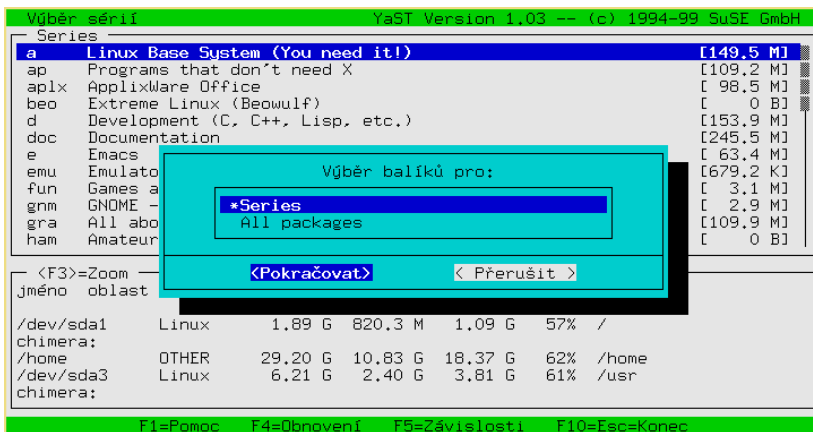 Výběr sérií YaST Version 1.03 -- (c) 1994-99 SuSE GmbH
Series
a Linux Base System (You need it!) [149.5 M]
ap Programs that don't need X [109.2 M]
aplx ApplixWare Office [ 98.5 M]
beo Extreme Linux (Beowulf) [ 0 B]
d Development (C, C++, Lisp, etc.) [153.9 M]
doc Documentation [245.5 M]
e Emacs [ 63.4 M]
emu Emulato [679.2 K]
fun Games a [ 3.1 M]
gnm GNOME - [ 2.9 M]
gra All abo [109.9 M]
ham Amateur [ 0 B]
Výběr balíků pro:
*Series
All packages
<Pokračovat> < Přerušit >
<F3>=Zoom
jméno oblast
/dev/sda1 Linux 1.89 G 820.3 M 1.09 G 57% /
chimera:
/home OTHER 29.20 G 10.83 G 18.37 G 62% /home
/dev/sda3 Linux 6.21 G 2.40 G 3.81 G 61% /usr
chimera:
F1=Pomoc F4=Obnovení F5=Závislosti F10=Esc=Konec